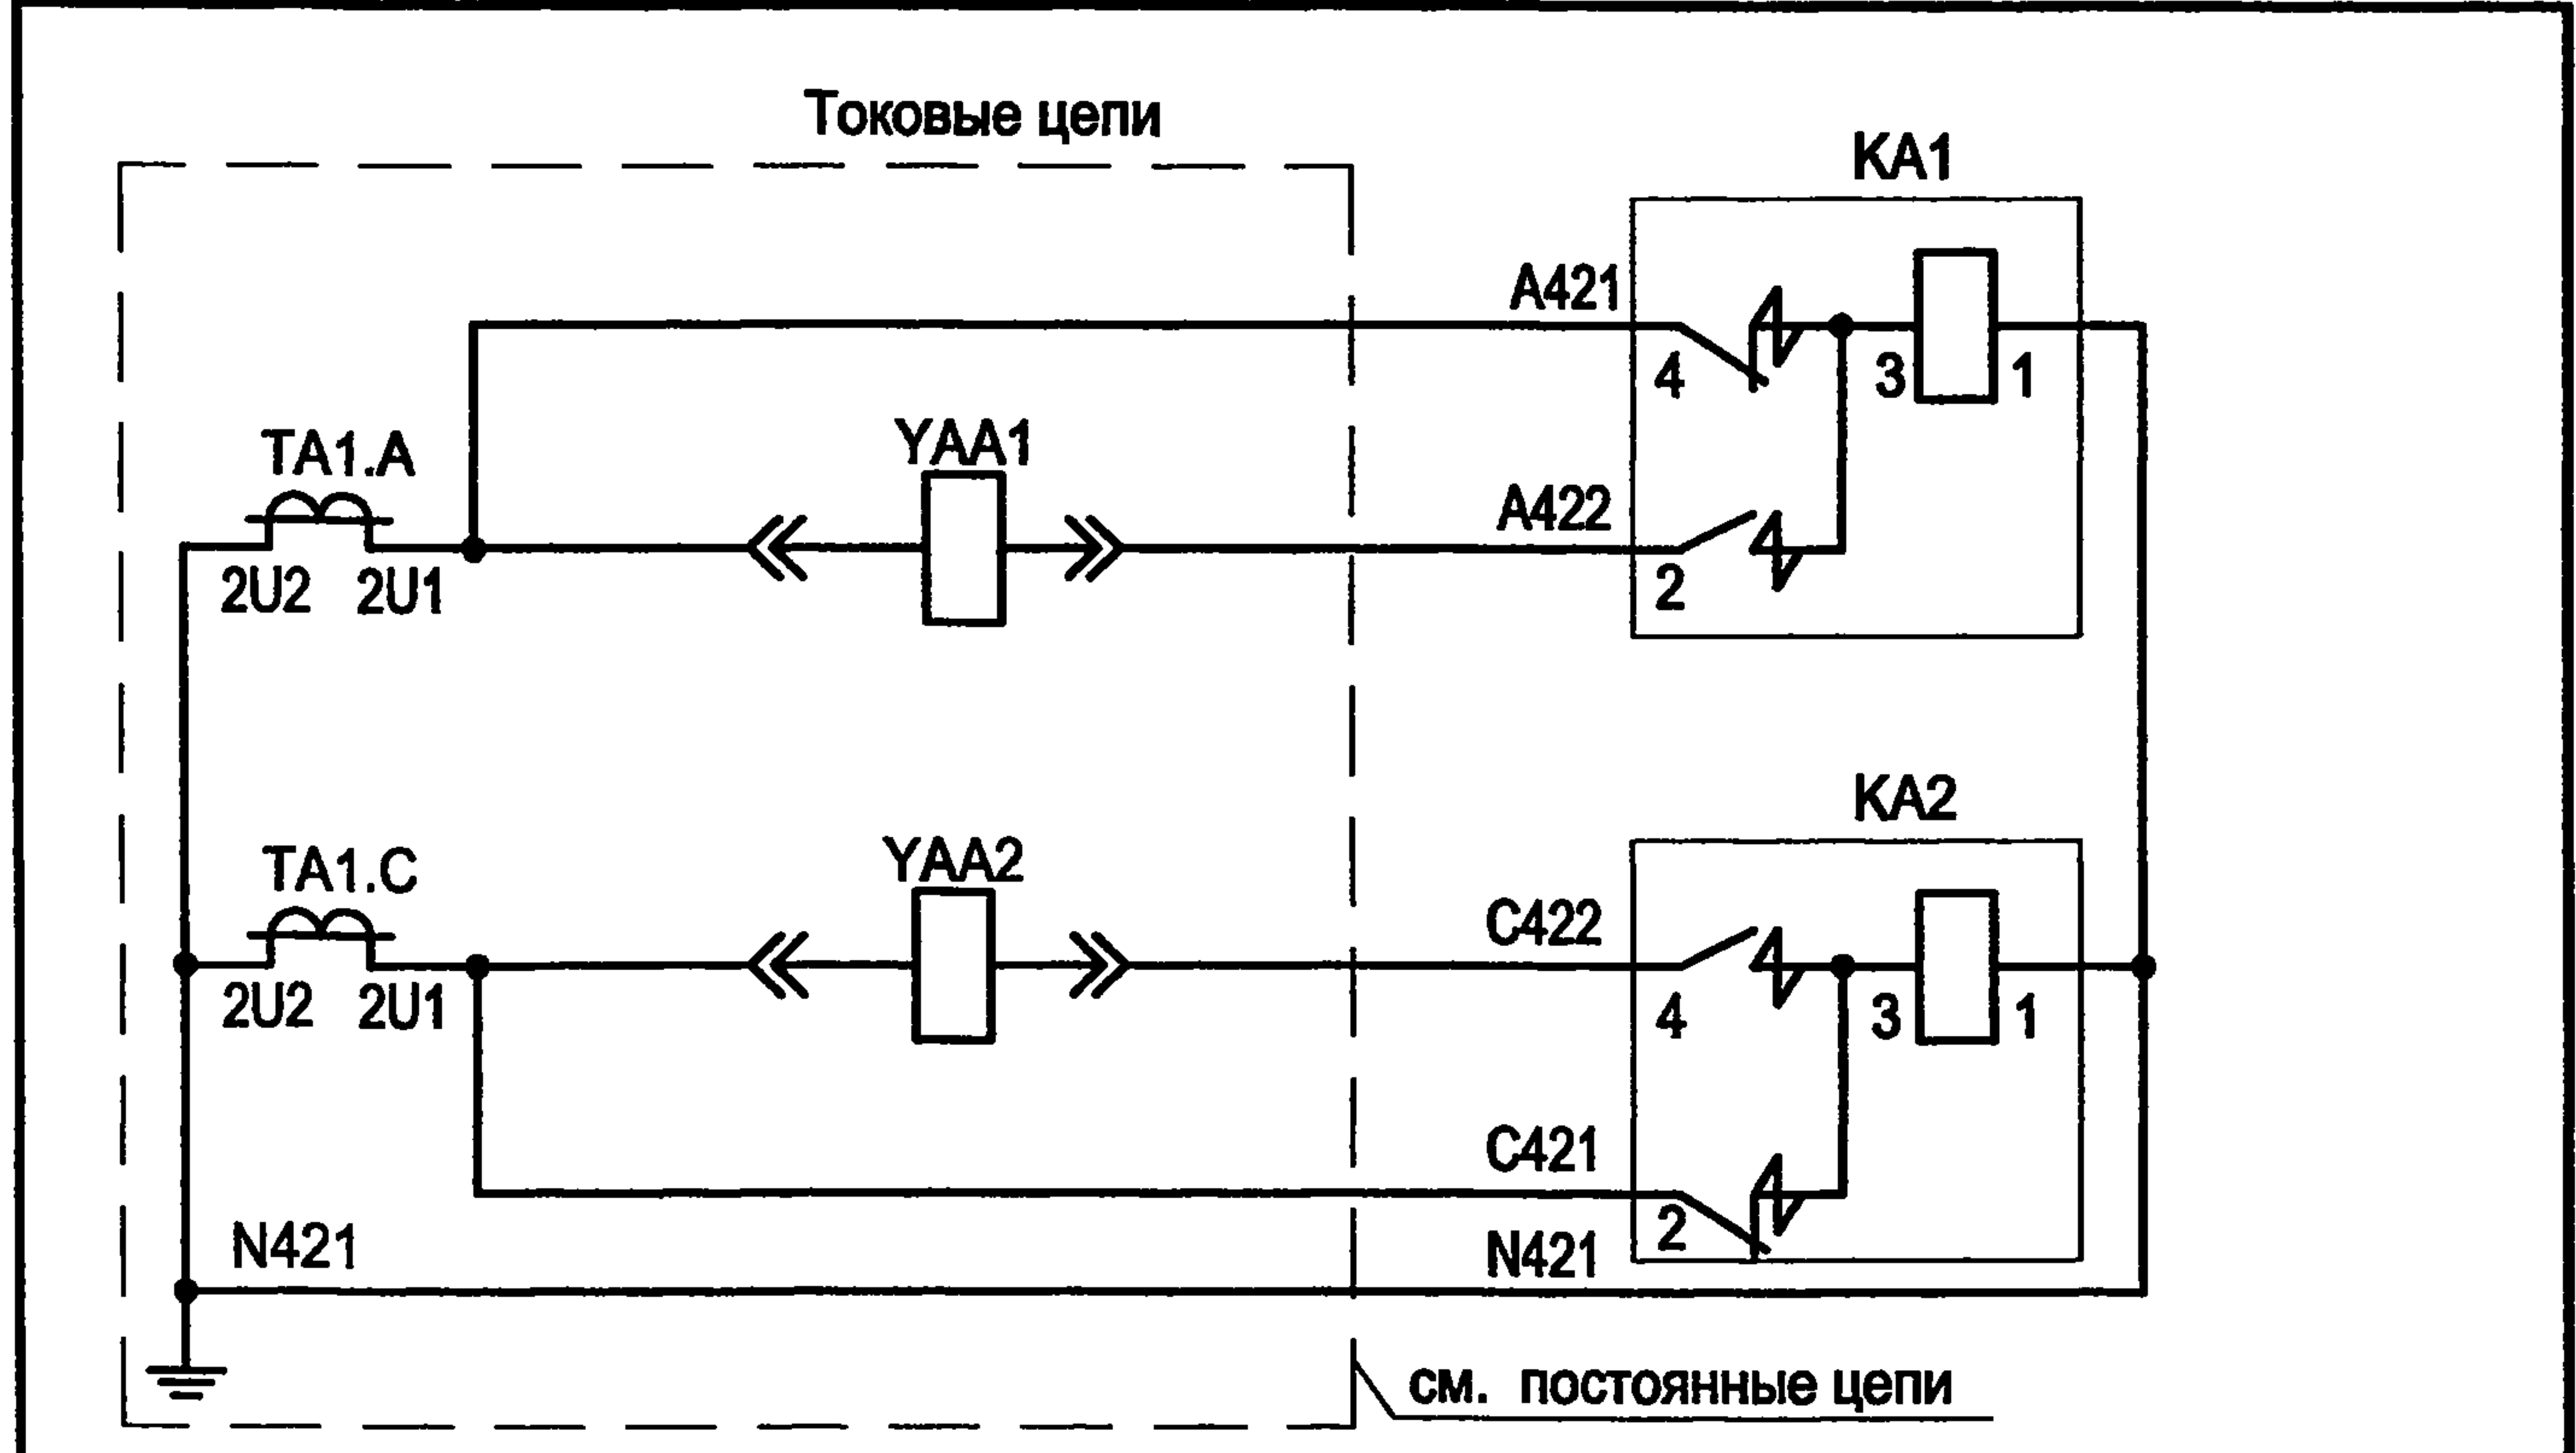 Токовые цепи
KA1
A421
4
3
1
TA1.A
YAA1
A422
2U2
2U1
2
KA2
TA1.C
YAA2
C422
2U2
2U1
4
3
1
C421
N421
2
N421
см. постоянные цепи